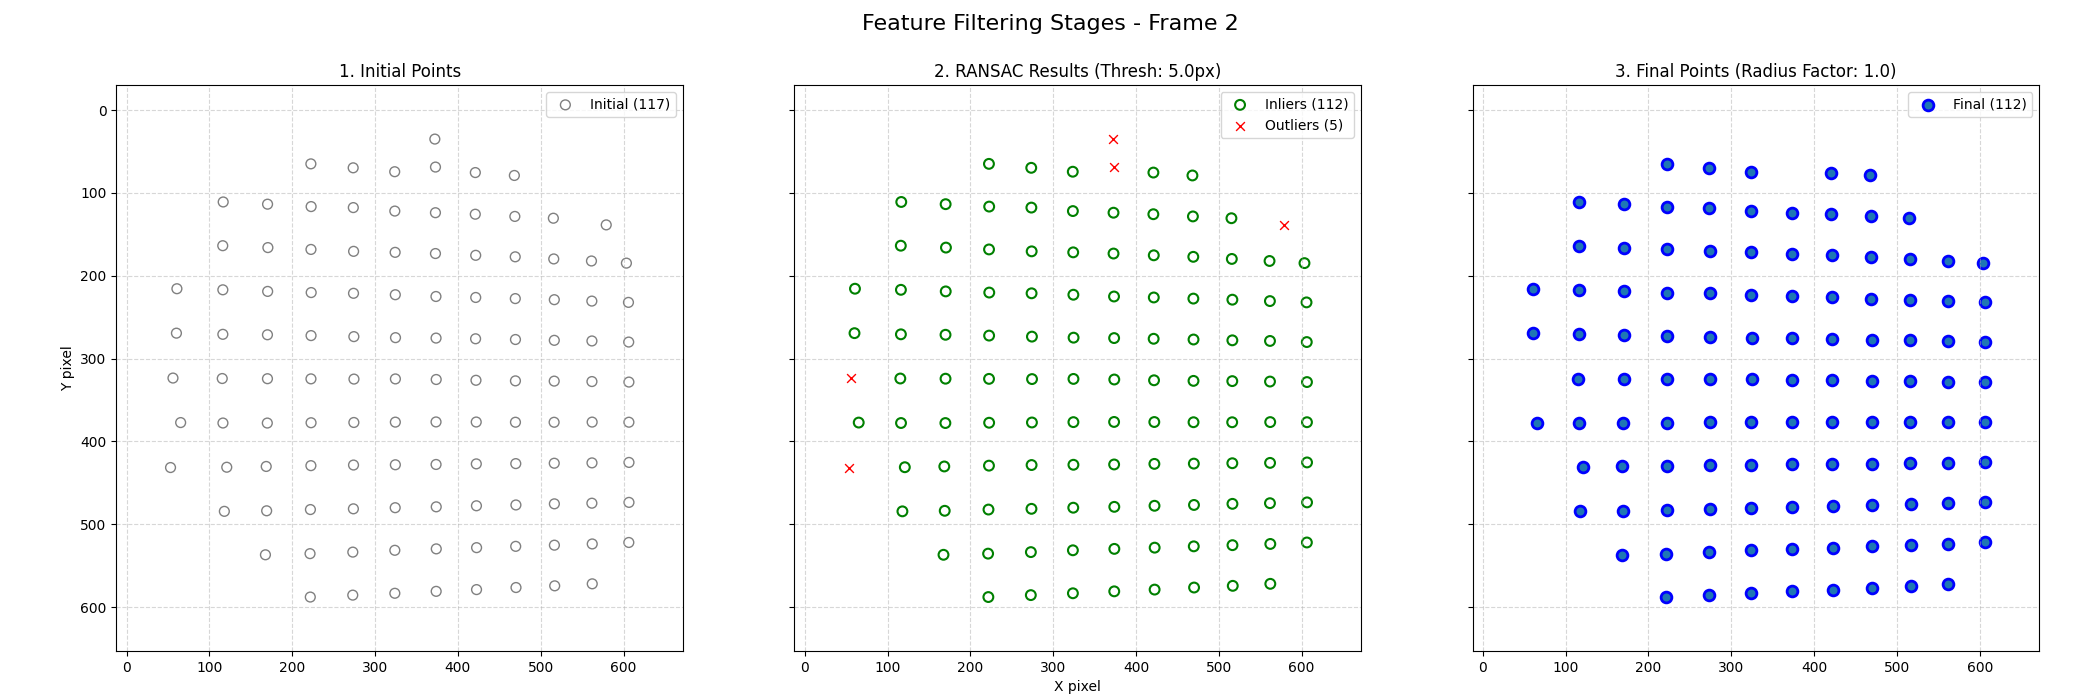 Feature Filtering Stages - Frame 2
1. Initial Points
Initial (117)
0
100
200
300
400
500
600
Y pixel
0 100 200 300 400 500 600
2. RANSAC Results (Thresh: 5.0px)
Inliers (112)
Outliers (5)
0 100 200 300 400 500 600
X pixel
3. Final Points (Radius Factor: 1.0)
Final (112)
0 100 200 300 400 500 600